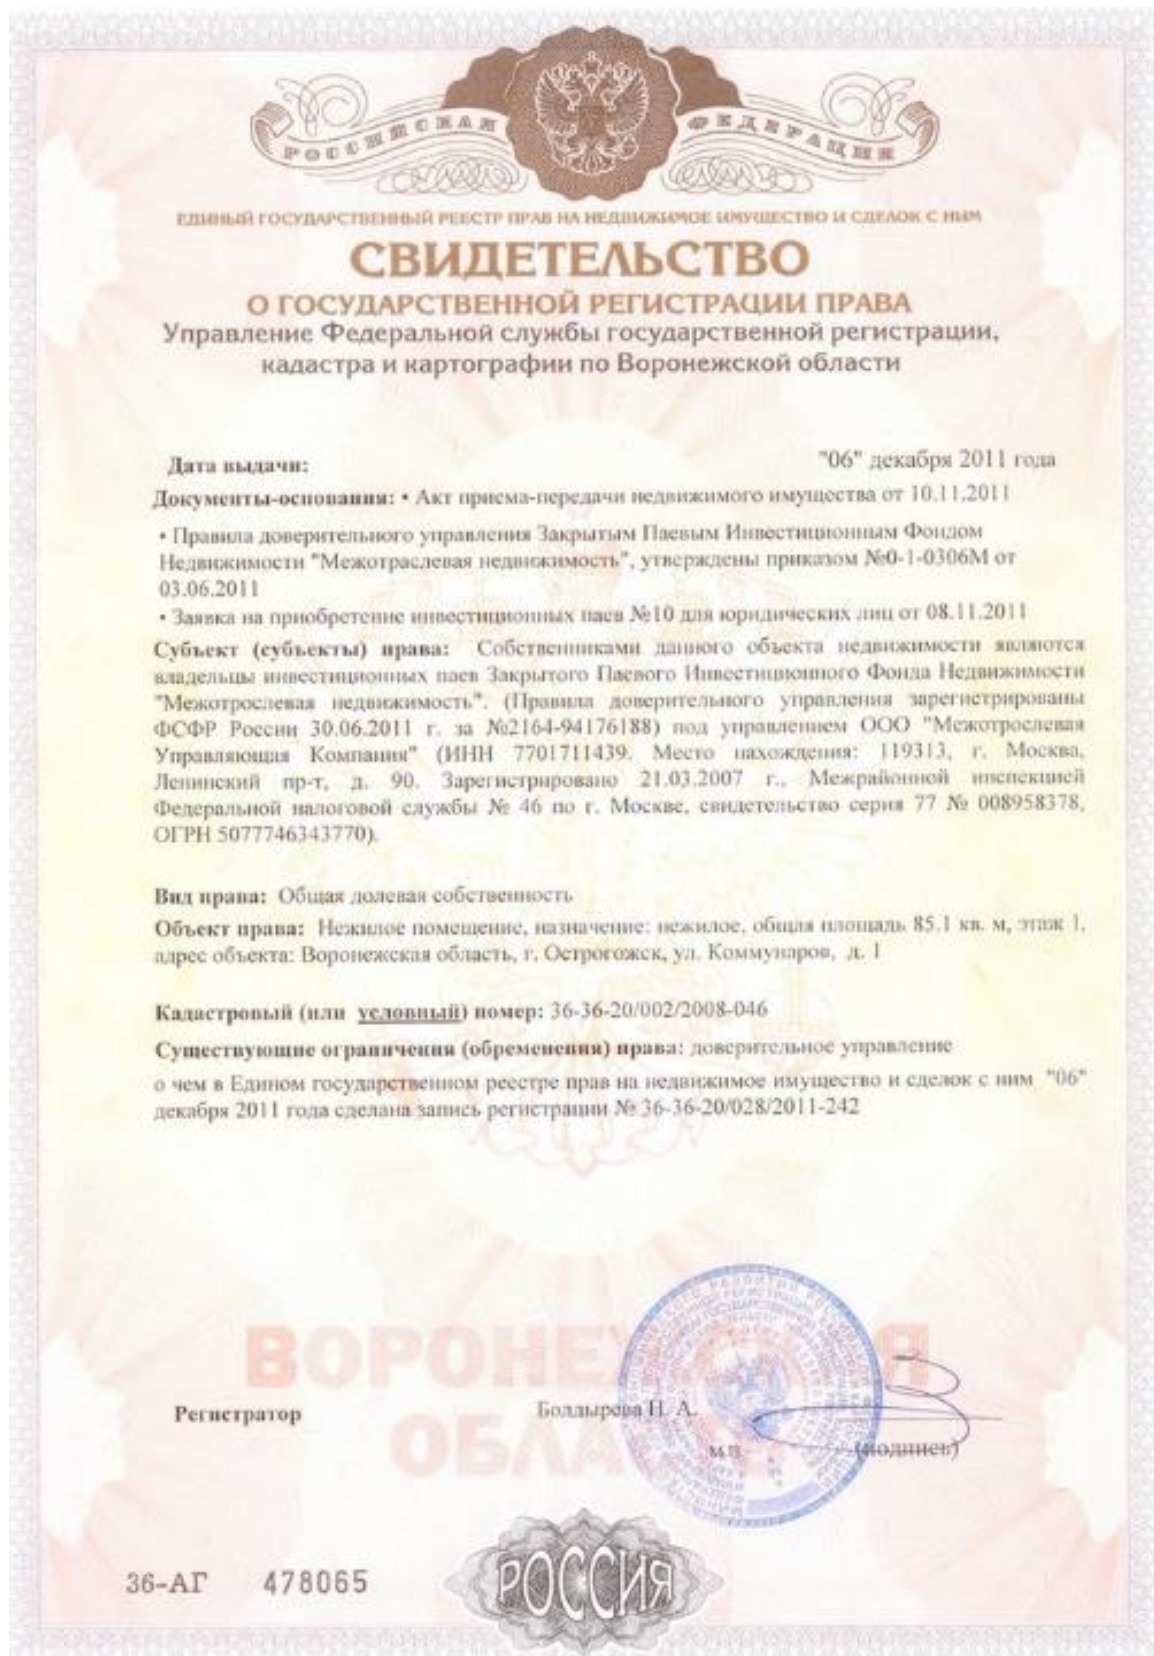 РОССИЙСКАЯ ФЕДЕРАЦИЯ
ЕДИНЫЙ ГОСУДАРСТВЕННЫЙ РЕЕСТР ПРАВ НА НЕДВИЖИМОЕ ИМУЩЕСТВО И СДЕЛОК С НИМ
СВИДЕТЕЛЬСТВО
О ГОСУДАРСТВЕННОЙ РЕГИСТРАЦИИ ПРАВА
Управление Федеральной службы государственной регистрации,
кадастра и картографии по Воронежской области
Дата выдачи: "06" декабря 2011 года
Документы-основания: • Акт приема-передачи недвижимого имущества от 10.11.2011
• Правила доверительного управления Закрытым Паевым Инвестиционным Фондом
Недвижимости "Межотраслевая недвижимость", утверждены приказом №0-1-0306М от
03.06.2011
• Заявка на приобретение инвестиционных паев №10 для юридических лиц от 08.11.2011
Субъект (субъекты) права: Собственниками данного объекта недвижимости являются
владельцы инвестиционных паев Закрытого Паевого Инвестиционного Фонда Недвижимости
"Межотрослевая недвижимость". (Правила доверительного управления зарегистрированы
ФСФР России 30.06.2011 г. за №2164-94176188) под управлением ООО "Межотрослевая
Управляющая Компания" (ИНН 7701711439. Место нахождения: 119313, г. Москва,
Ленинский пр-т, д. 90. Зарегистрировано 21.03.2007 г., Межрайонной инспекцией
Федеральной налоговой службы № 46 по г. Москве, свидетельство серия 77 № 008958378,
ОГРН 5077746343770).
Вид права: Общая долевая собственность
Объект права: Нежилое помещение, назначение: нежилое, общая площадь 85.1 кв. м, этаж 1,
адрес объекта: Воронежская область, г. Острогожск, ул. Коммунаров, д. 1
Кадастровый (или условный) номер: 36-36-20/002/2008-046
Существующие ограничения (обременения) права: доверительное управление
о чем в Едином государственном реестре прав на недвижимое имущество и сделок с ним "06"
декабря 2011 года сделана запись регистрации № 36-36-20/028/2011-242
ВОРОНЕЖСКАЯ
ОБЛАСТЬ
Регистратор Болдырева Н. А.
м.п. (подпись)
36-АГ 478065
РОССИЯ